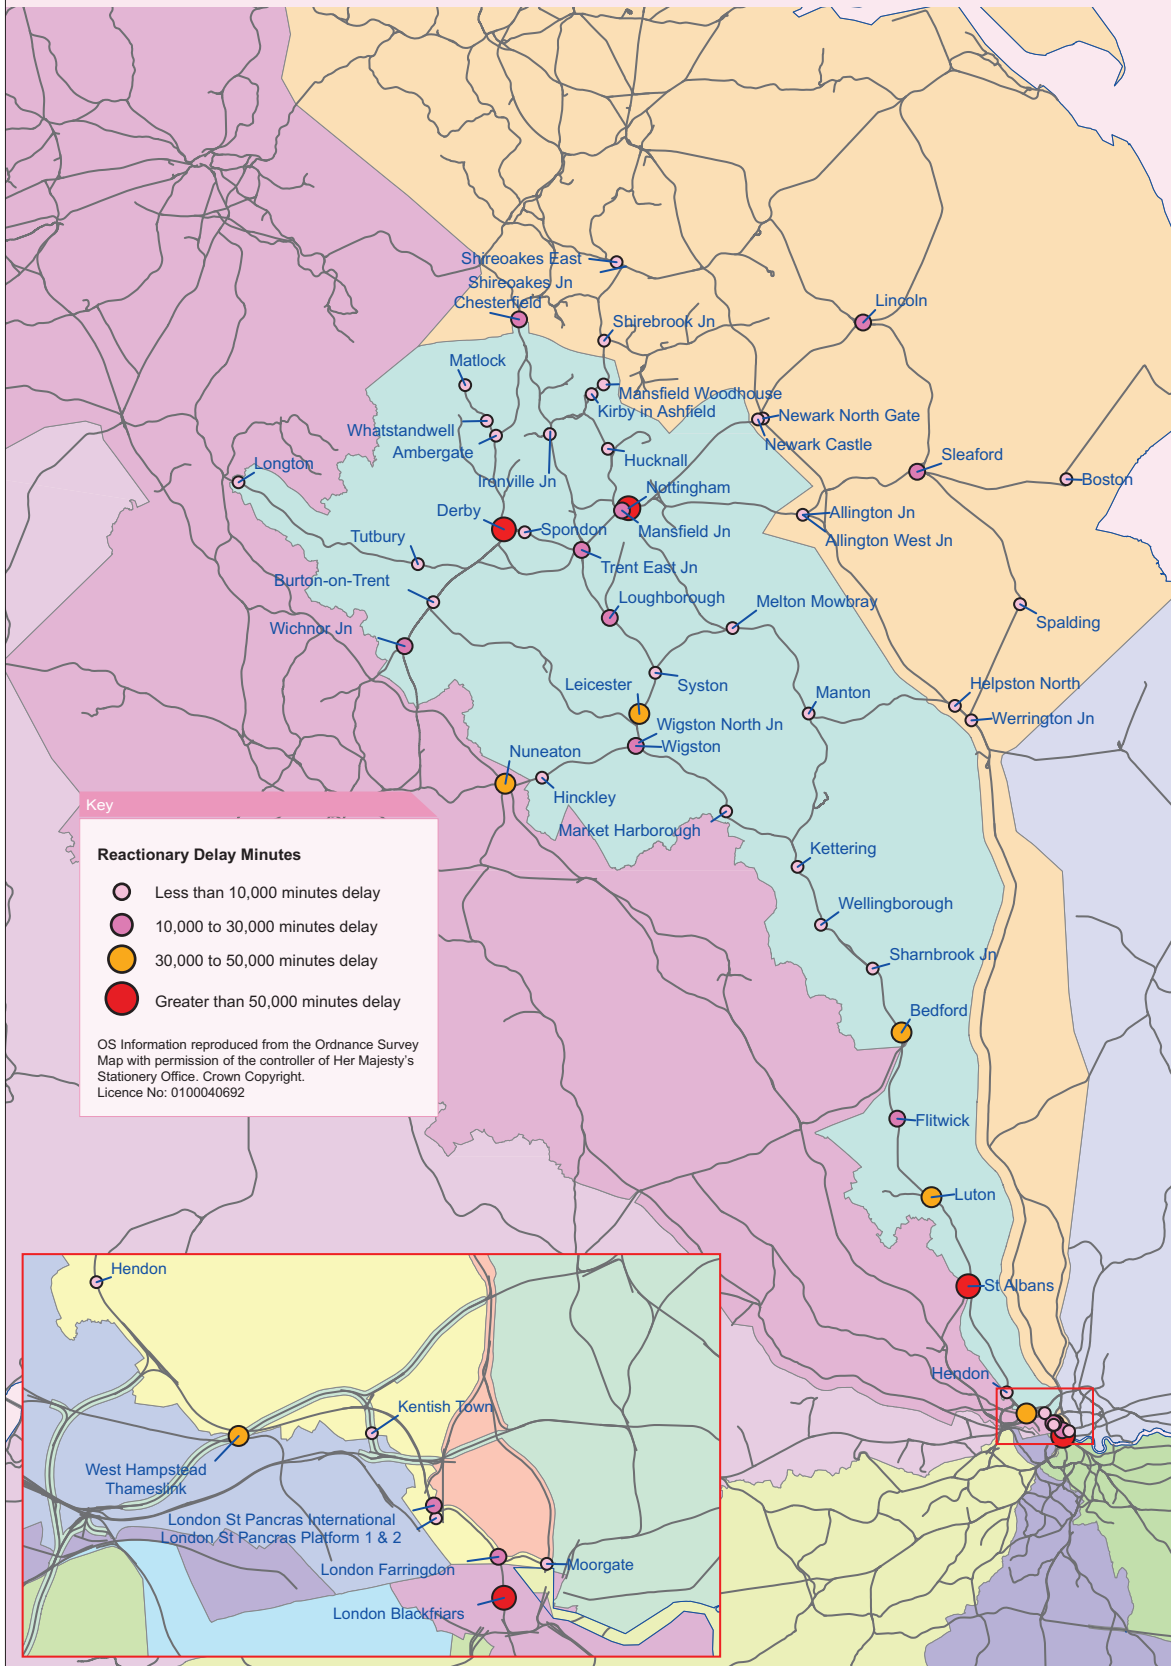 Shireoakes East
Shireoakes Jn
Chesterfield
Lincoln
Shirebrook Jn
Matlock
Mansfield Woodhouse
Kirby in Ashfield
Newark North Gate
Whatstandwell
Ambergate
Newark Castle
Hucknall
Sleaford
Longton
Ironville Jn
Boston
Nottingham
Derby
Spondon
Mansfield Jn
Allington Jn
Allington West Jn
Tutbury
Trent East Jn
Burton-on-Trent
Loughborough
Melton Mowbray
Spalding
Wichnor Jn
Leicester
Syston
Manton
Helpston North
Werrington Jn
Wigston North Jn
Wigston
Nuneaton
Hinckley
Market Harborough
Kettering
Wellingborough
Sharnbrook Jn
Bedford
Flitwick
Luton
St Albans
Hendon
Key
Reactionary Delay Minutes
Less than 10,000 minutes delay
10,000 to 30,000 minutes delay
30,000 to 50,000 minutes delay
Greater than 50,000 minutes delay
OS Information reproduced from the Ordnance Survey
Map with permission of the controller of Her Majesty's
Stationery Office. Crown Copyright.
Licence No: 0100040692
Hendon
Kentish Town
West Hampstead
Thameslink
London St Pancras International
London St Pancras Platform 1 & 2
London Farringdon
Moorgate
London Blackfriars